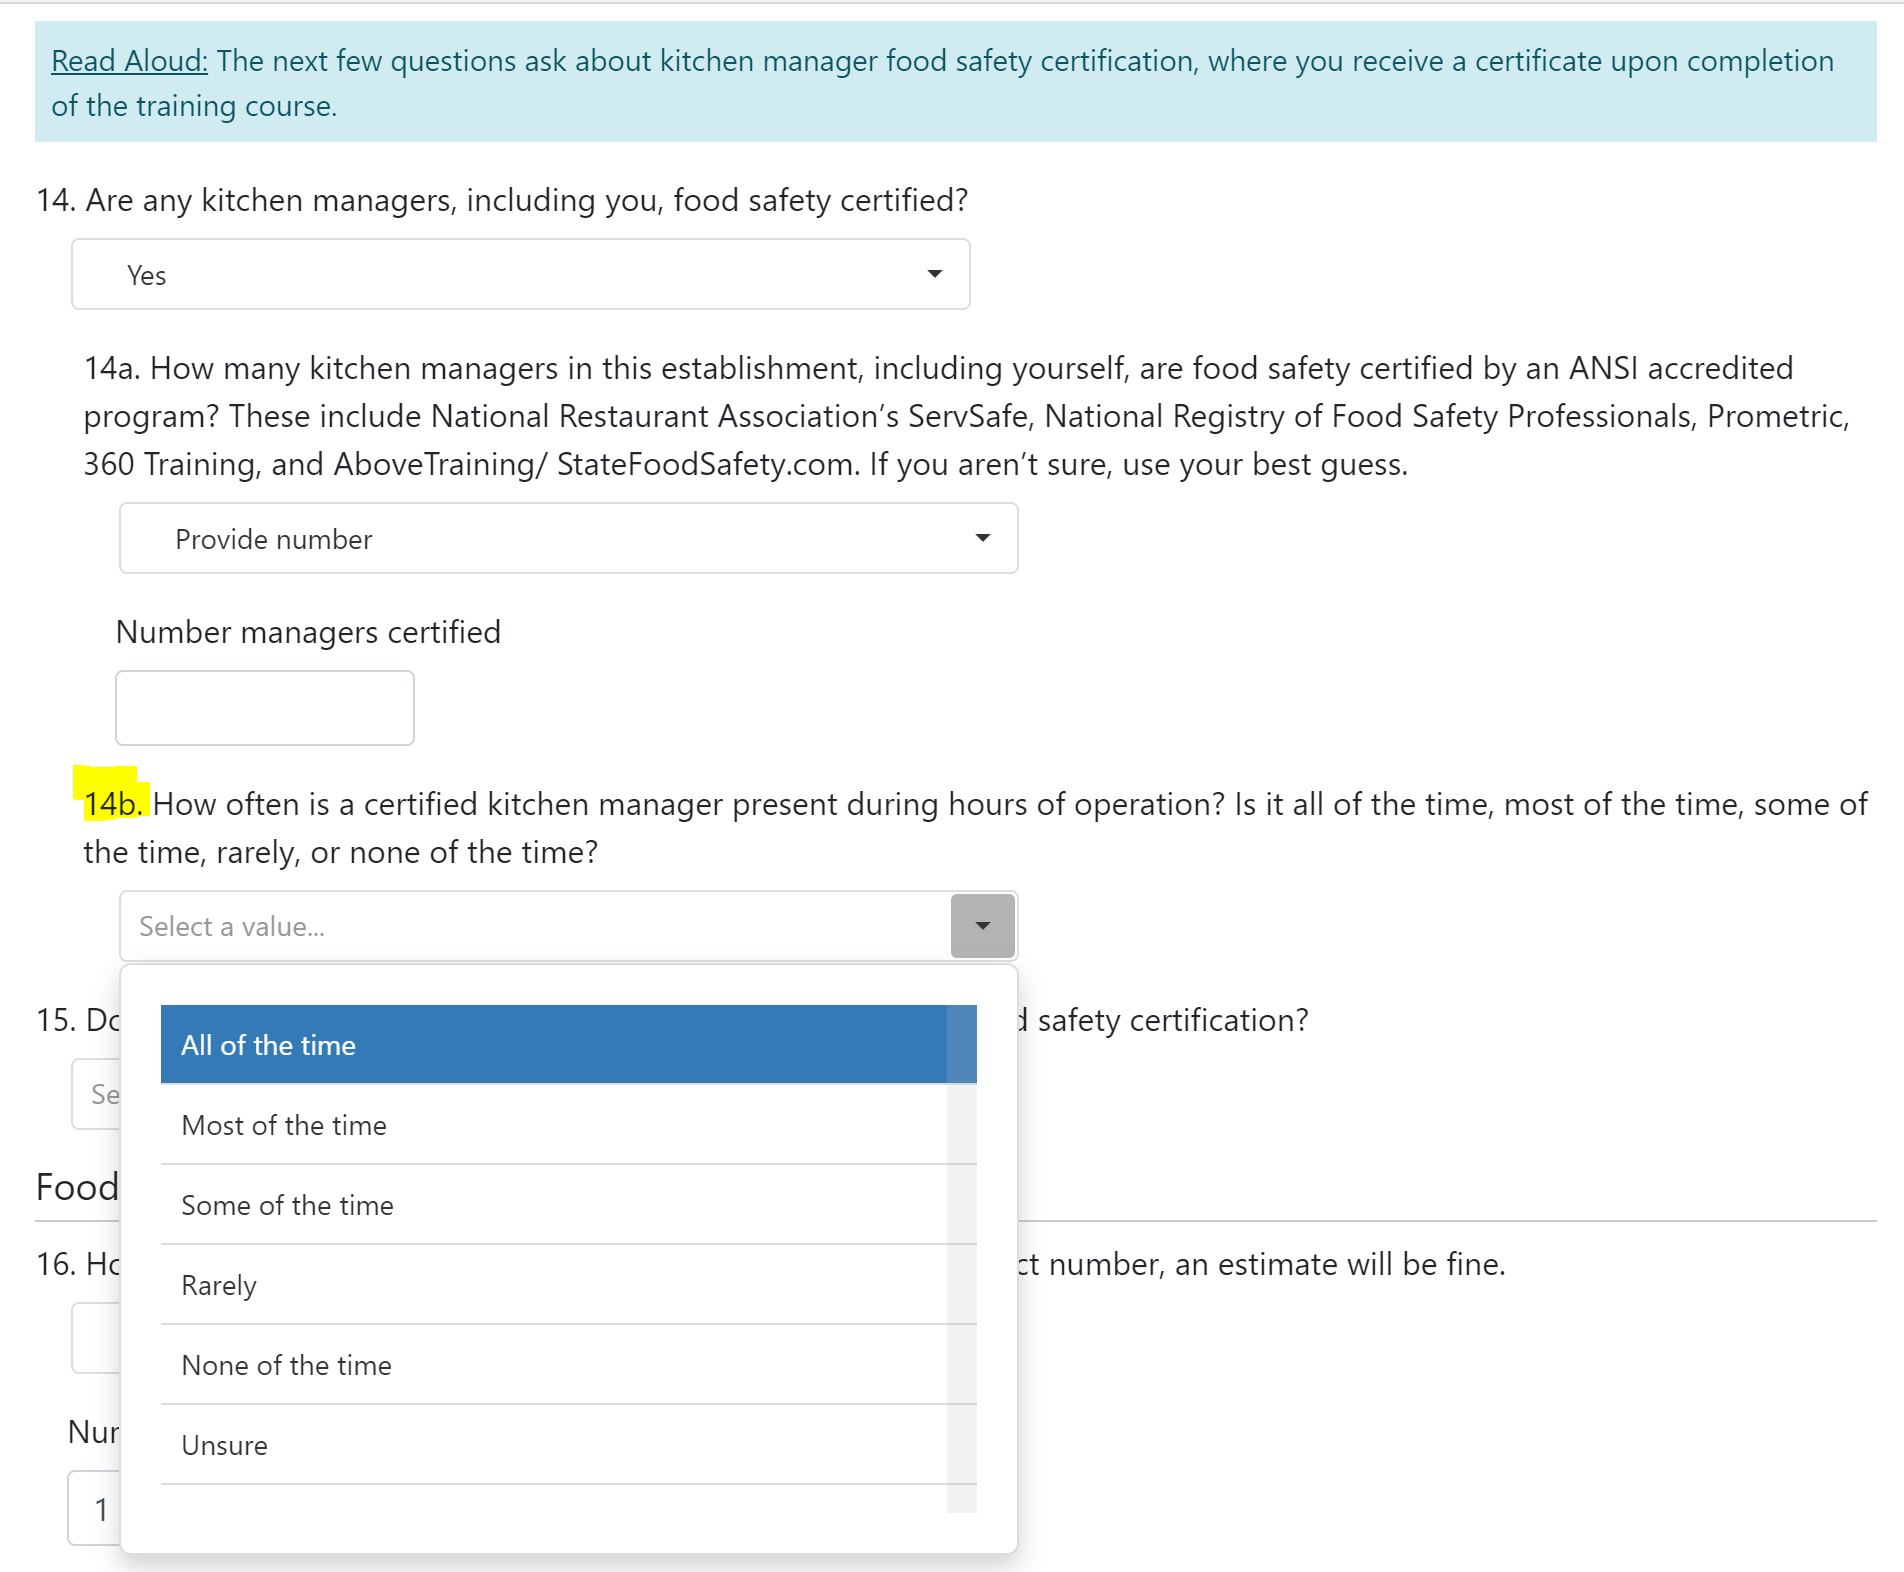 Read Aloud: The next few questions ask about kitchen manager food safety certification, where you receive a certificate upon completion
of the training course.
14. Are any kitchen managers, including you, food safety certified?
Yes
14a. How many kitchen managers in this establishment, including yourself, are food safety certified by an ANSI accredited
program? These include National Restaurant Association’s ServSafe, National Registry of Food Safety Professionals, Prometric,
360 Training, and AboveTraining/ StateFoodSafety.com. If you aren’t sure, use your best guess.
Provide number
Number managers certified
14b. How often is a certified kitchen manager present during hours of operation? Is it all of the time, most of the time, some of
the time, rarely, or none of the time?
Select a value...
15. safety certification?
All of the time
Most of the time
Some of the time
Food
16. number, an estimate will be fine.
Rarely
None of the time
Unsure
1